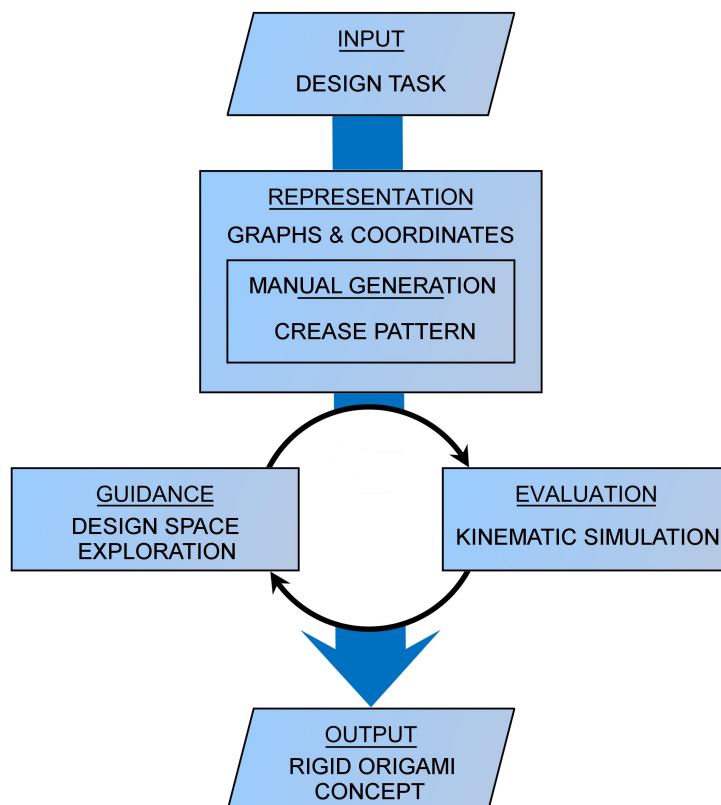 INPUT
DESIGN TASK
REPRESENTATION
GRAPHS & COORDINATES
MANUAL GENERATION
CREASE PATTERN
GUIDANCE
DESIGN SPACE
EXPLORATION
EVALUATION
KINEMATIC SIMULATION
OUTPUT
RIGID ORIGAMI
CONCEPT